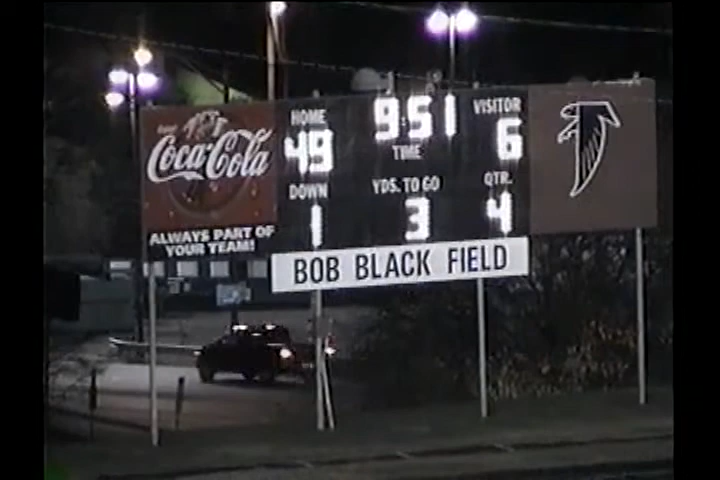 HOME
9:51
VISITOR
49
TIME
6
DOWN
YDS. TO GO
QTR.
1
3
4
Coca-Cola
ALWAYS PART OF
YOUR TEAM!
BOB BLACK FIELD